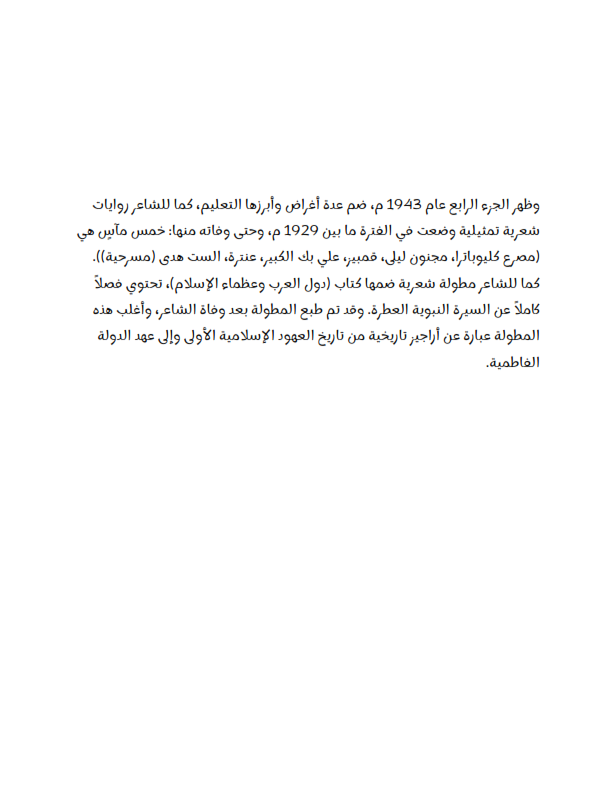 وظهر الجزء الرابع عام 1943 م، ضم عدة أغراض وأبرزها التعليم، كما للشاعر روايات
شعرية تمثيلية وضعت في الفترة ما بين 1929 م، وحتى وفاته منها: خمس مآسٍ هي
(مصرع كليوباترا، مجنون ليلى، قمبيز، علي بك الكبير، عنترة، الست هدى (مسرحية)).
كما للشاعر مطولة شعرية ضمها كتاب (دول العرب وعظماء الإسلام)، تحتوي فصلاً
كاملاً عن السيرة النبوية العطرة. وقد تم طبع المطولة بعد وفاة الشاعر، وأغلب هذه
المطولة عبارة عن أراجيز تاريخية من تاريخ العهود الإسلامية الأولى وإلى عهد الدولة
الفاطمية.